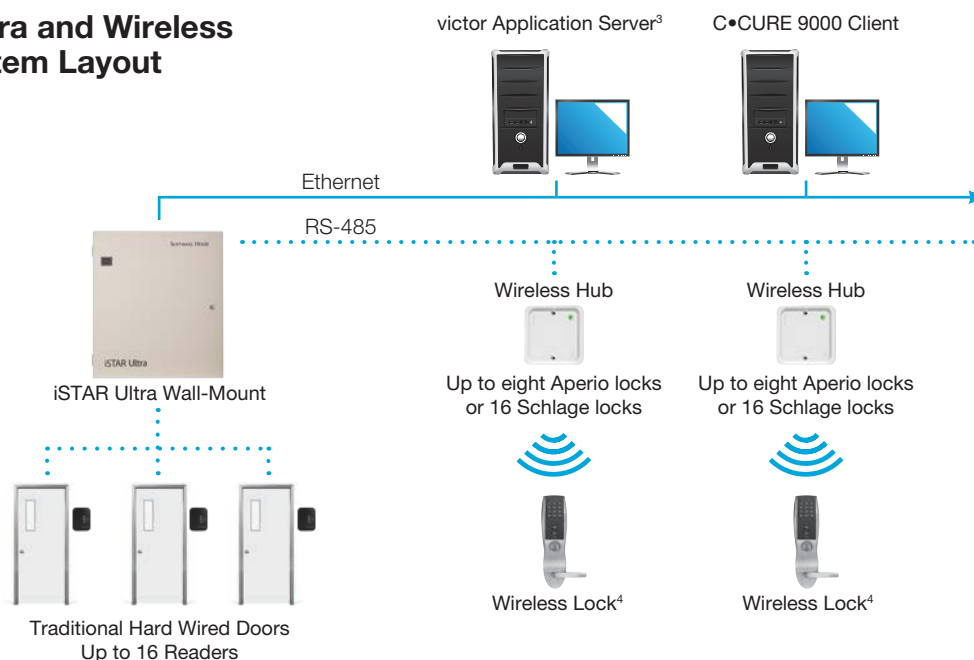 ra and Wireless
tem Layout
victor Application Server³
C•CURE 9000 Client
Ethernet
RS-485
Software House
iSTAR Ultra
iSTAR Ultra Wall-Mount
Wireless Hub
Wireless Hub
Up to eight Aperio locks
or 16 Schlage locks
Up to eight Aperio locks
or 16 Schlage locks
Wireless Lock⁴
Wireless Lock⁴
Traditional Hard Wired Doors
Up to 16 Readers